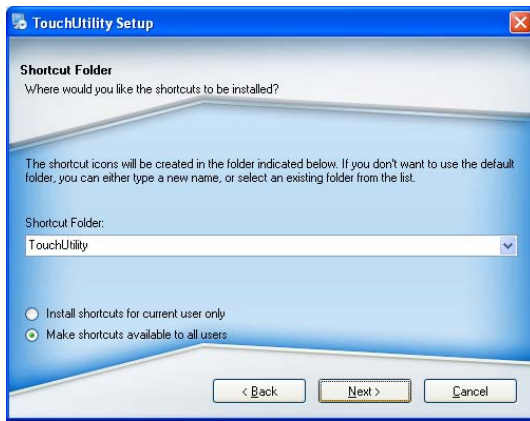 TouchUtility Setup
Shortcut Folder
Where would you like the shortcuts to be installed?
The shortcut icons will be created in the folder indicated below. If you don't want to use the default
folder, you can either type a new name, or select an existing folder from the list.
Shortcut Folder:
TouchUtility
Install shortcuts for current user only
Make shortcuts available to all users
< Back
Next >
Cancel